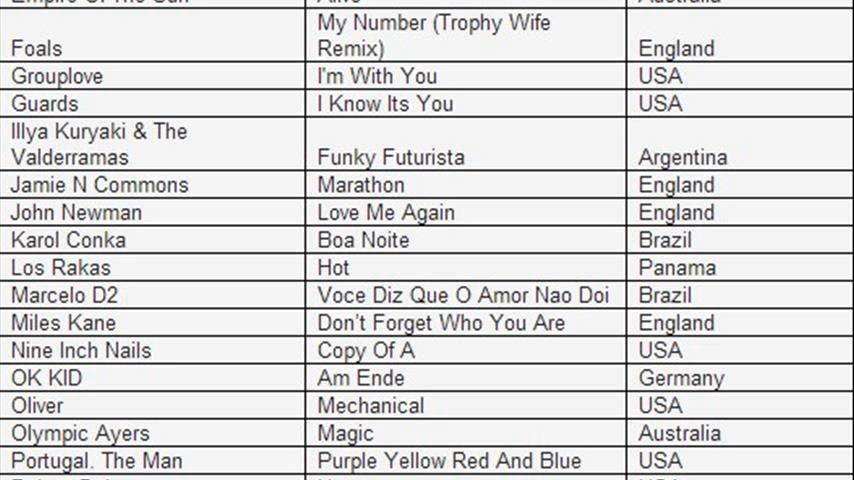 Foals My Number (Trophy Wife Remix) England
Grouplove I'm With You USA
Guards I Know Its You USA
Illya Kuryaki & The Valderramas Funky Futurista Argentina
Jamie N Commons Marathon England
John Newman Love Me Again England
Karol Conka Boa Noite Brazil
Los Rakas Hot Panama
Marcelo D2 Voce Diz Que O Amor Nao Doi Brazil
Miles Kane Don't Forget Who You Are England
Nine Inch Nails Copy Of A USA
OK KID Am Ende Germany
Oliver Mechanical USA
Olympic Ayers Magic Australia
Portugal. The Man Purple Yellow Red And Blue USA